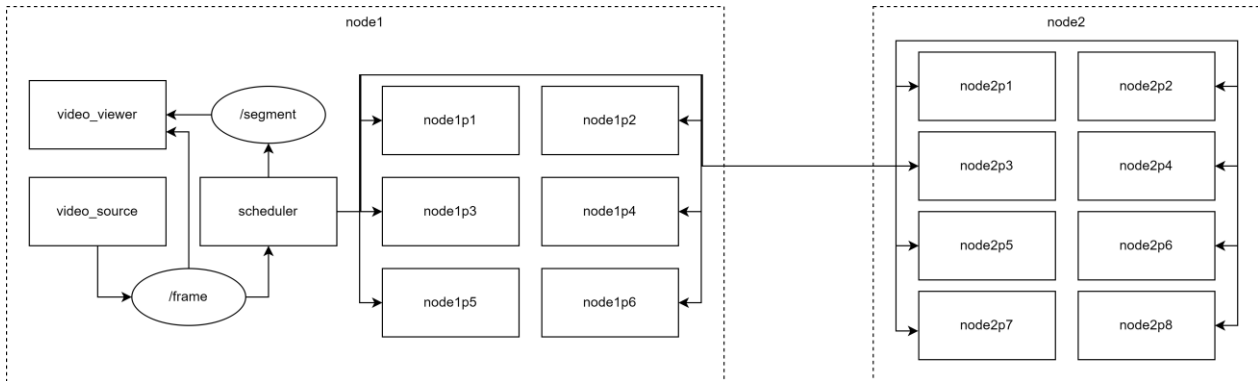 node1
node2
video_viewer
/segment
node1p1
node1p2
node2p1
node2p2
node2p3
node2p4
video_source
scheduler
node1p3
node1p4
node2p5
node2p6
/frame
node1p5
node1p6
node2p7
node2p8